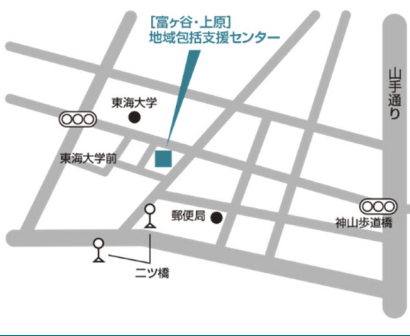 ［富ヶ谷・上原］
地域包括支援センター
山手通り
東海大学
東海大学前
郵便局
神山歩道橋
二ツ橋